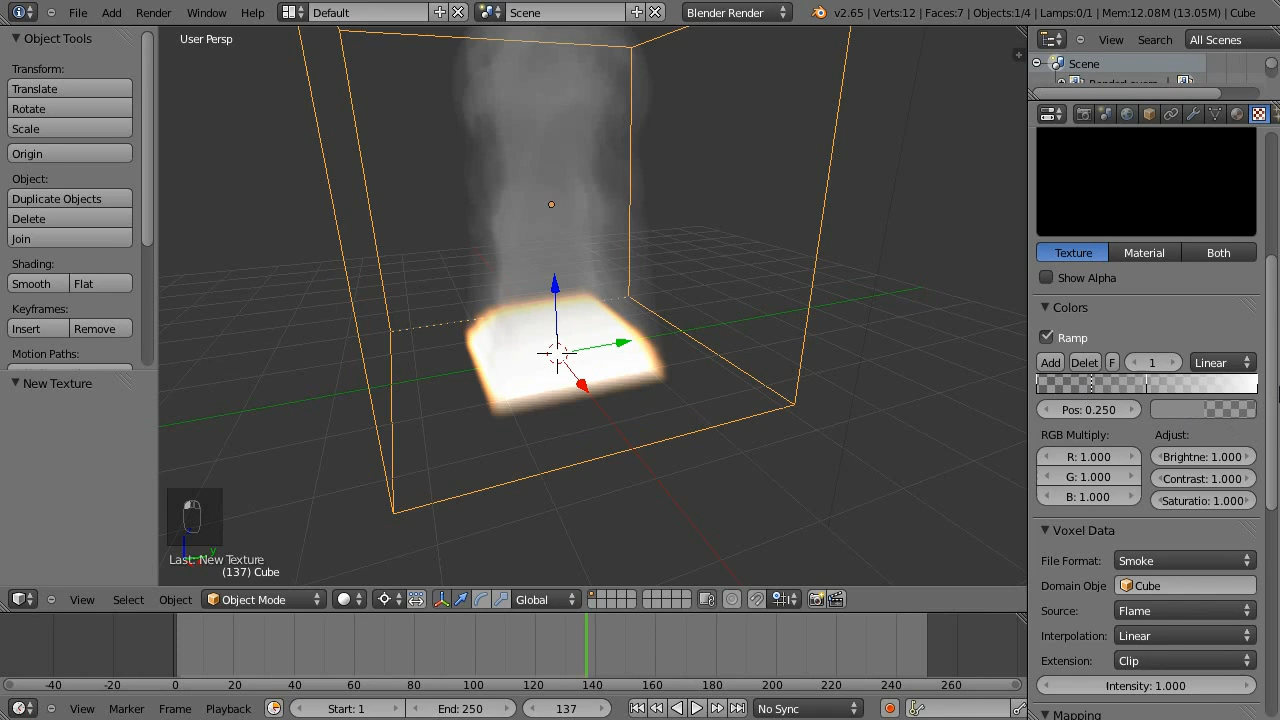 File Add Render Window Help Default Scene Blender Render v2.65 | Verts:12 | Faces:7 | Objects:1/4 | Lamps:0/1 | Mem:12.08M (13.05M) | Cube
Object Tools
User Persp
View Search All Scenes
Scene
Transform:
Translate
Rotate
Scale
Origin
Object:
Duplicate Objects
Delete
Join
Shading:
Smooth Flat
Keyframes:
Insert Remove
Motion Paths:
New Texture
Texture Material Both
Show Alpha
Colors
Ramp
Add Delet F 1 Linear
Pos: 0.250
RGB Multiply: Adjust:
R: 1.000 Brightne: 1.000
G: 1.000 Contrast: 1.000
B: 1.000 Saturatio: 1.000
Voxel Data
File Format: Smoke
Domain Obje Cube
Source: Flame
Interpolation: Linear
Extension: Clip
Intensity: 1.000
Mapping
y
Last: New Texture
(137) Cube
View Select Object Object Mode Global
-40 -20 0 20 40 60 80 100 120 140 160 180 200 220 240 260
View Marker Frame Playback Start: 1 End: 250 137 No Sync